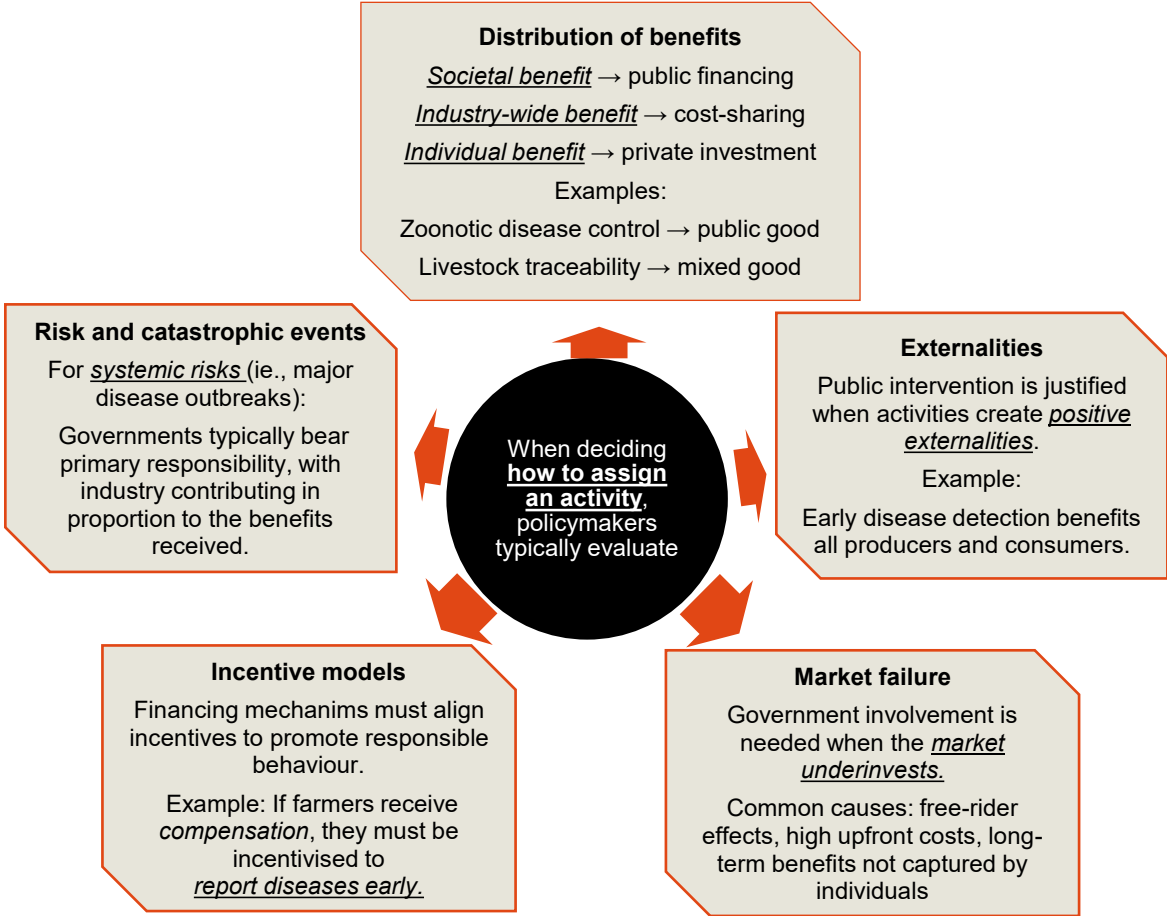 Distribution of benefits
Societal benefit → public financing
Industry-wide benefit → cost-sharing
Individual benefit → private investment
Examples:
Zoonotic disease control → public good
Livestock traceability → mixed good
Risk and catastrophic events
For systemic risks (ie., major
disease outbreaks):
Governments typically bear
primary responsibility, with
industry contributing in
proportion to the benefits
received.
When deciding
how to assign
an activity,
policymakers
typically evaluate
Externalities
Public intervention is justified
when activities create positive
externalities.
Example:
Early disease detection benefits
all producers and consumers.
Incentive models
Financing mechanims must align
incentives to promote responsible
behaviour.
Example: If farmers receive
compensation, they must be
incentivised to
report diseases early.
Market failure
Government involvement is
needed when the market
underinvests.
Common causes: free-rider
effects, high upfront costs, long-
term benefits not captured by
individuals